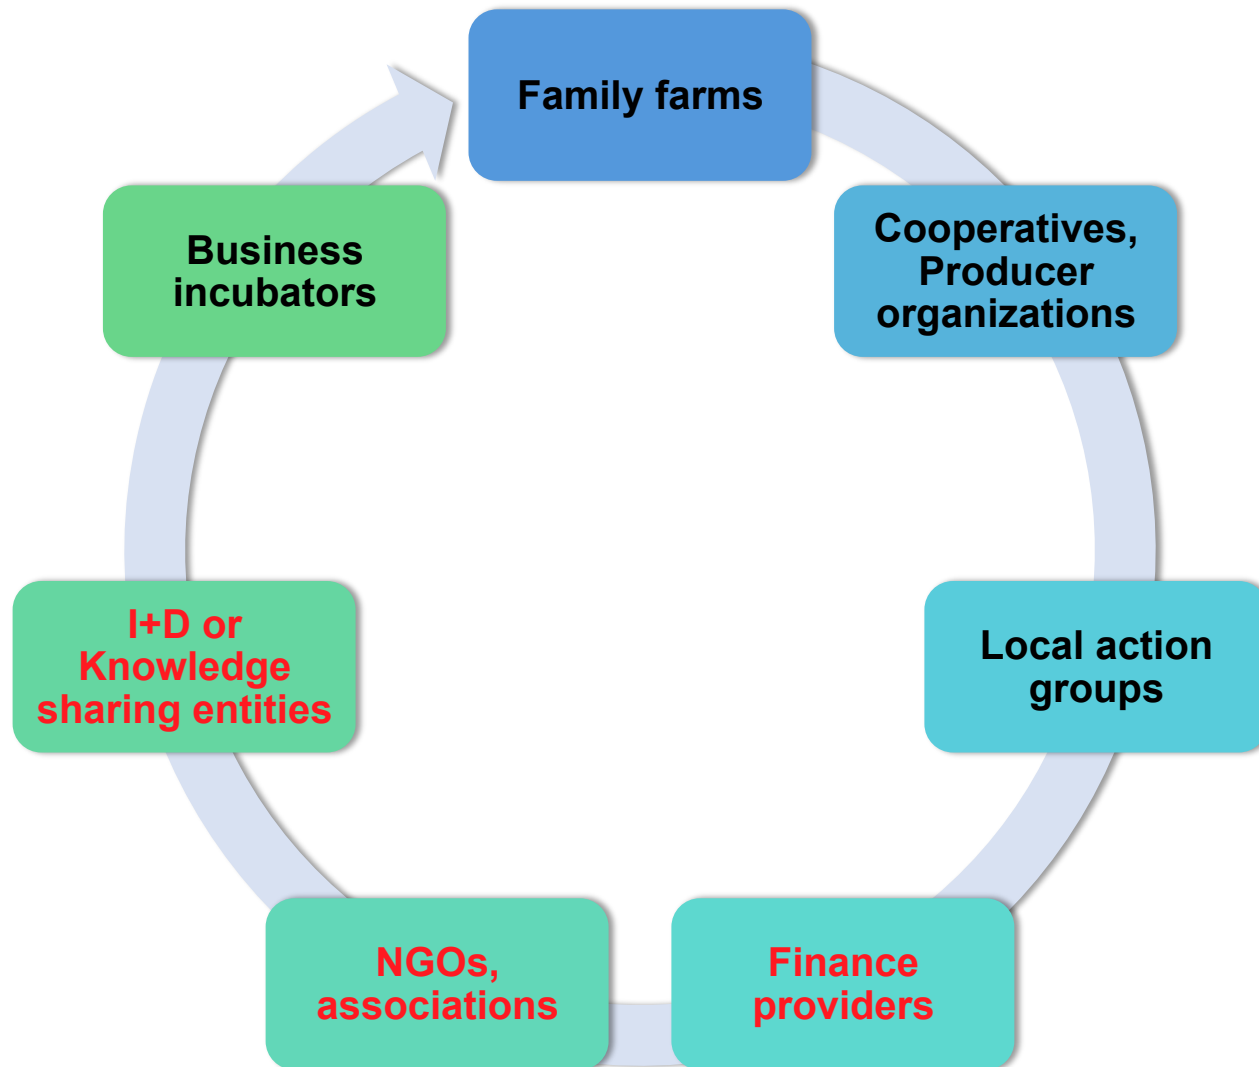 Family farms
Cooperatives,
Producer
organizations
Local action
groups
Finance
providers
NGOs,
associations
I+D or
Knowledge
sharing entities
Business
incubators